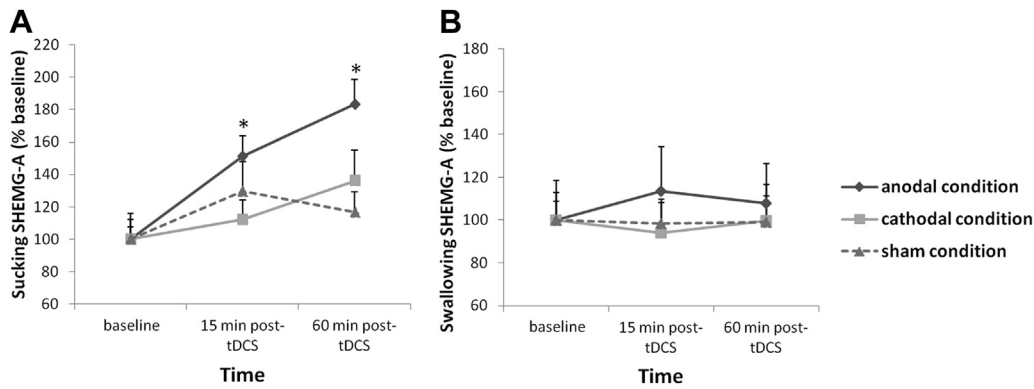 A
Sucking SHEMG-A (% baseline)
220
200
180
160
140
120
100
80
60
*
*
baseline
15 min post-
tDCS
60 min post-
tDCS
Time
B
Swallowing SHEMG-A (% baseline)
180
160
140
120
100
80
60
baseline
15 min post-
tDCS
60 min post-
tDCS
Time
anodal condition
cathodal condition
sham condition